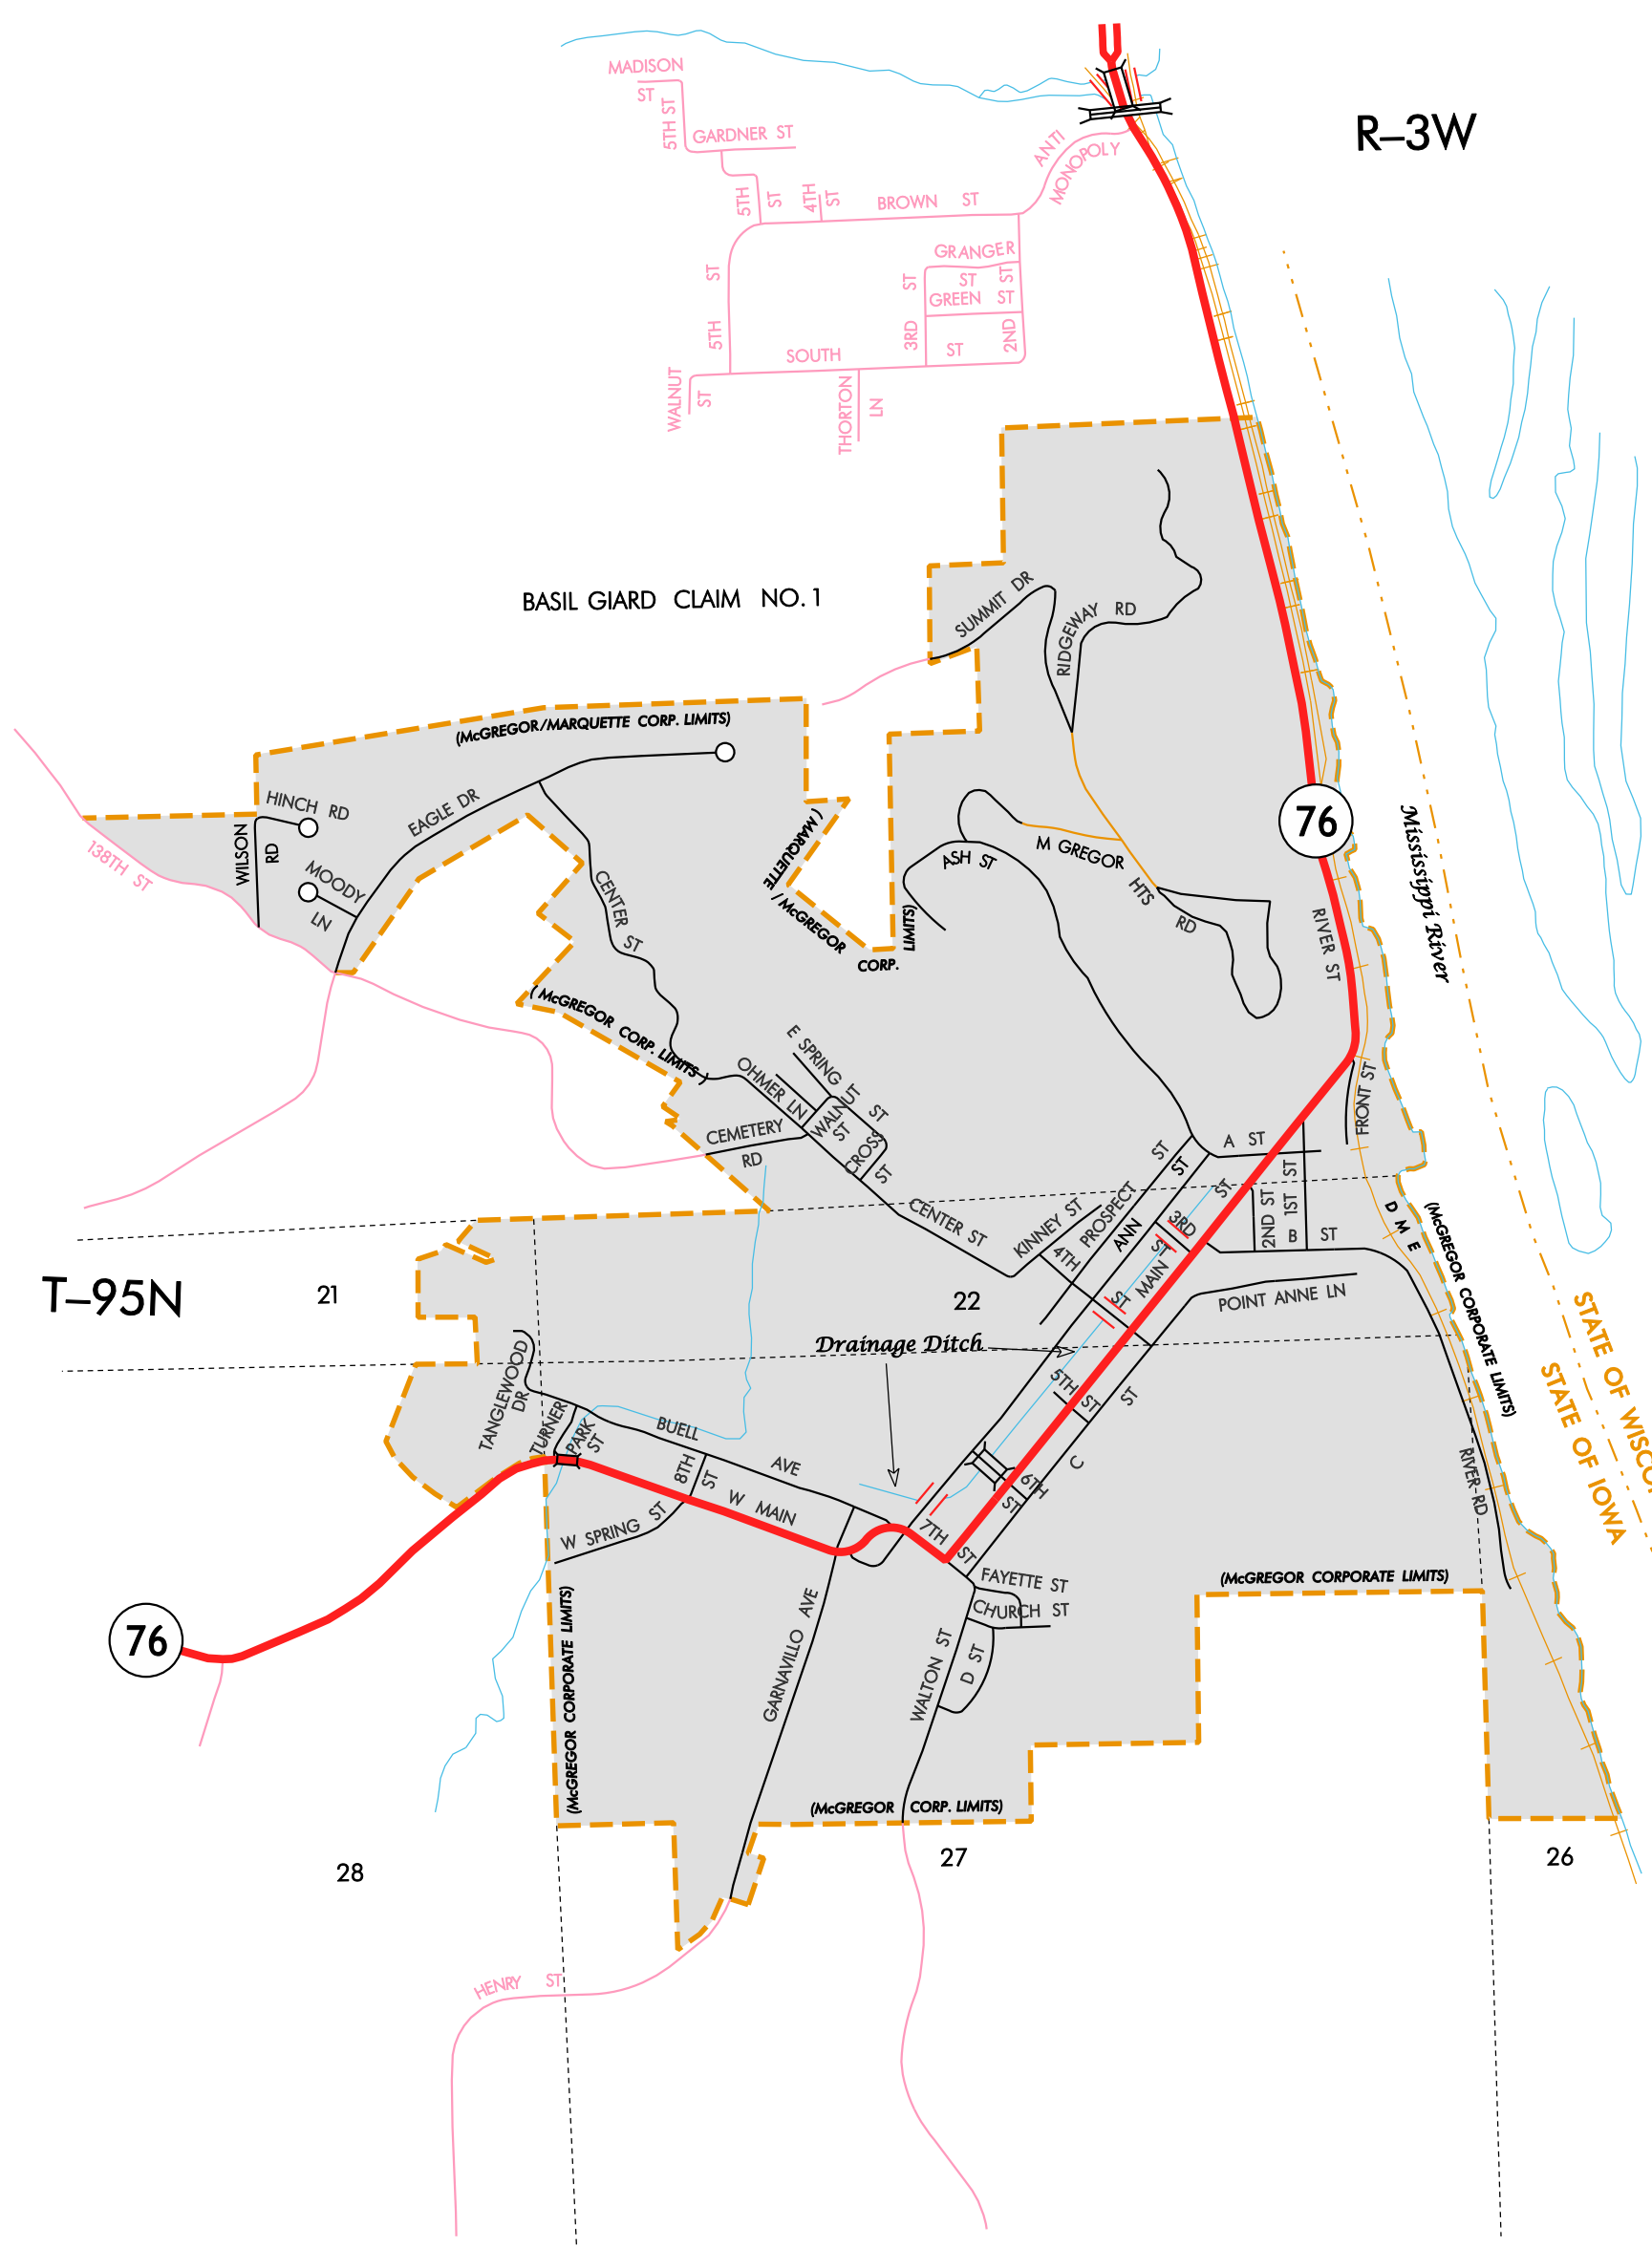 MADISON
ST
5TH ST
GARDNER ST
5TH
ST
4TH
ST
BROWN ST
ANTI
MONOPOLY
R–3W
GRANGER
ST
ST
ST
GREEN ST
5TH
ST
3RD
2ND
SOUTH
ST
WALNUT
ST
THORTON
LN
BASIL GIARD CLAIM NO. 1
SUMMIT DR
RIDGEWAY RD
(McGREGOR/MARQUETTE CORP. LIMITS)
HINCH RD
EAGLE DR
WILSON
RD
138TH ST
MOODY
LN
CENTER
ST
( MARQUETTE
/ McGREGOR
CORP.
LIMITS)
ASH ST
M GREGOR
HTS
RD
76
RIVER ST
Mississippi River
( McGREGOR CORP. LIMITS )
E SPRING
ST
OHMER LN
WALNUT
ST
CROSS
ST
CEMETERY
RD
FRONT ST
A ST
CENTER ST
KINNEY ST
PROSPECT
ST
ANN
ST
4TH
ST
3RD
ST
MAIN
ST
2ND ST
1ST ST
B ST
D M E
(McGREGOR CORPORATE LIMITS)
T–95N
21
22
POINT ANNE LN
STATE OF WISCO
STATE OF IOWA
Drainage Ditch
TANGLEWOOD
DR
TURNER
PARK
ST
BUELL
AVE
5TH
ST
C
ST
8TH
ST
W MAIN
W SPRING ST
6TH
ST
7TH
ST
RIVER RD
FAYETTE ST
CHURCH ST
(McGREGOR CORPORATE LIMITS)
76
(McGREGOR CORPORATE LIMITS)
GARNAVILLO AVE
WALTON ST
D ST
(McGREGOR CORP. LIMITS)
28
27
26
HENRY ST